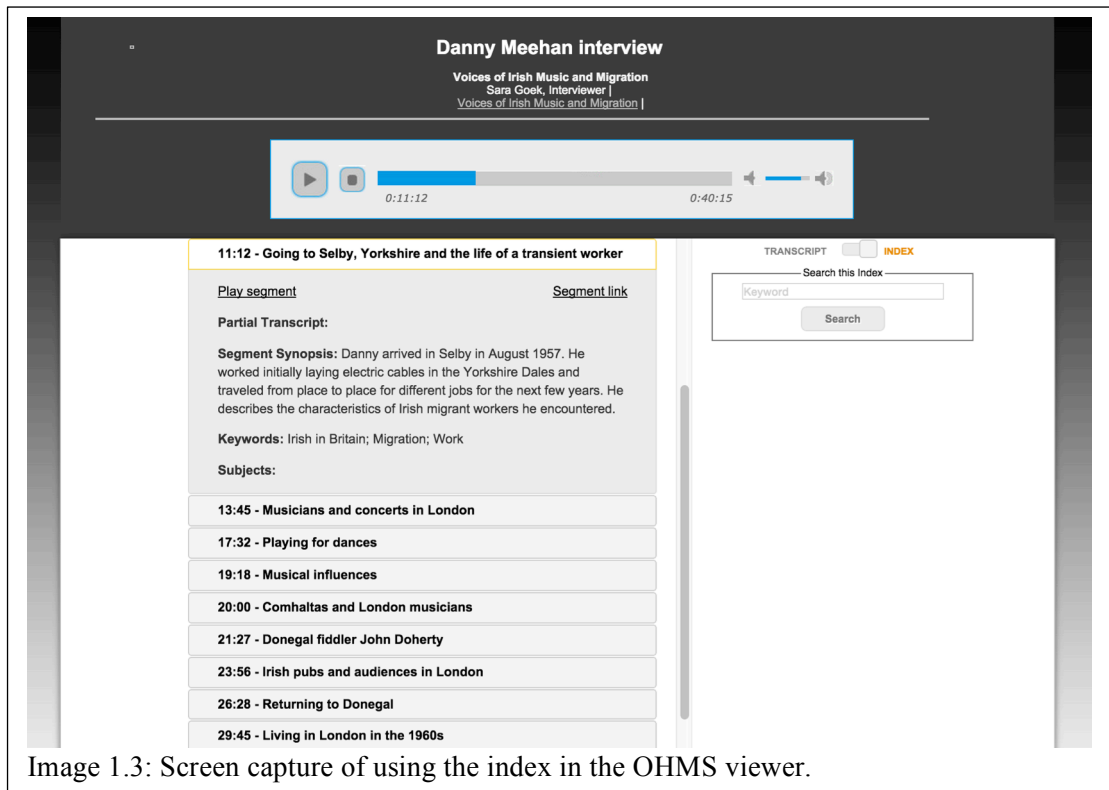 Danny Meehan interview
Voices of Irish Music and Migration
Sara Goek, Interviewer |
Voices of Irish Music and Migration |
0:11:12
0:40:15
11:12 - Going to Selby, Yorkshire and the life of a transient worker
Play segment
Segment link
Partial Transcript:
Segment Synopsis: Danny arrived in Selby in August 1957. He
worked initially laying electric cables in the Yorkshire Dales and
traveled from place to place for different jobs for the next few years. He
describes the characteristics of Irish migrant workers he encountered.
Keywords: Irish in Britain; Migration; Work
Subjects:
13:45 - Musicians and concerts in London
17:32 - Playing for dances
19:18 - Musical influences
20:00 - Comhaltas and London musicians
21:27 - Donegal fiddler John Doherty
23:56 - Irish pubs and audiences in London
26:28 - Returning to Donegal
29:45 - Living in London in the 1960s
TRANSCRIPT
INDEX
Search this Index
Keyword
Search
Image 1.3: Screen capture of using the index in the OHMS viewer.